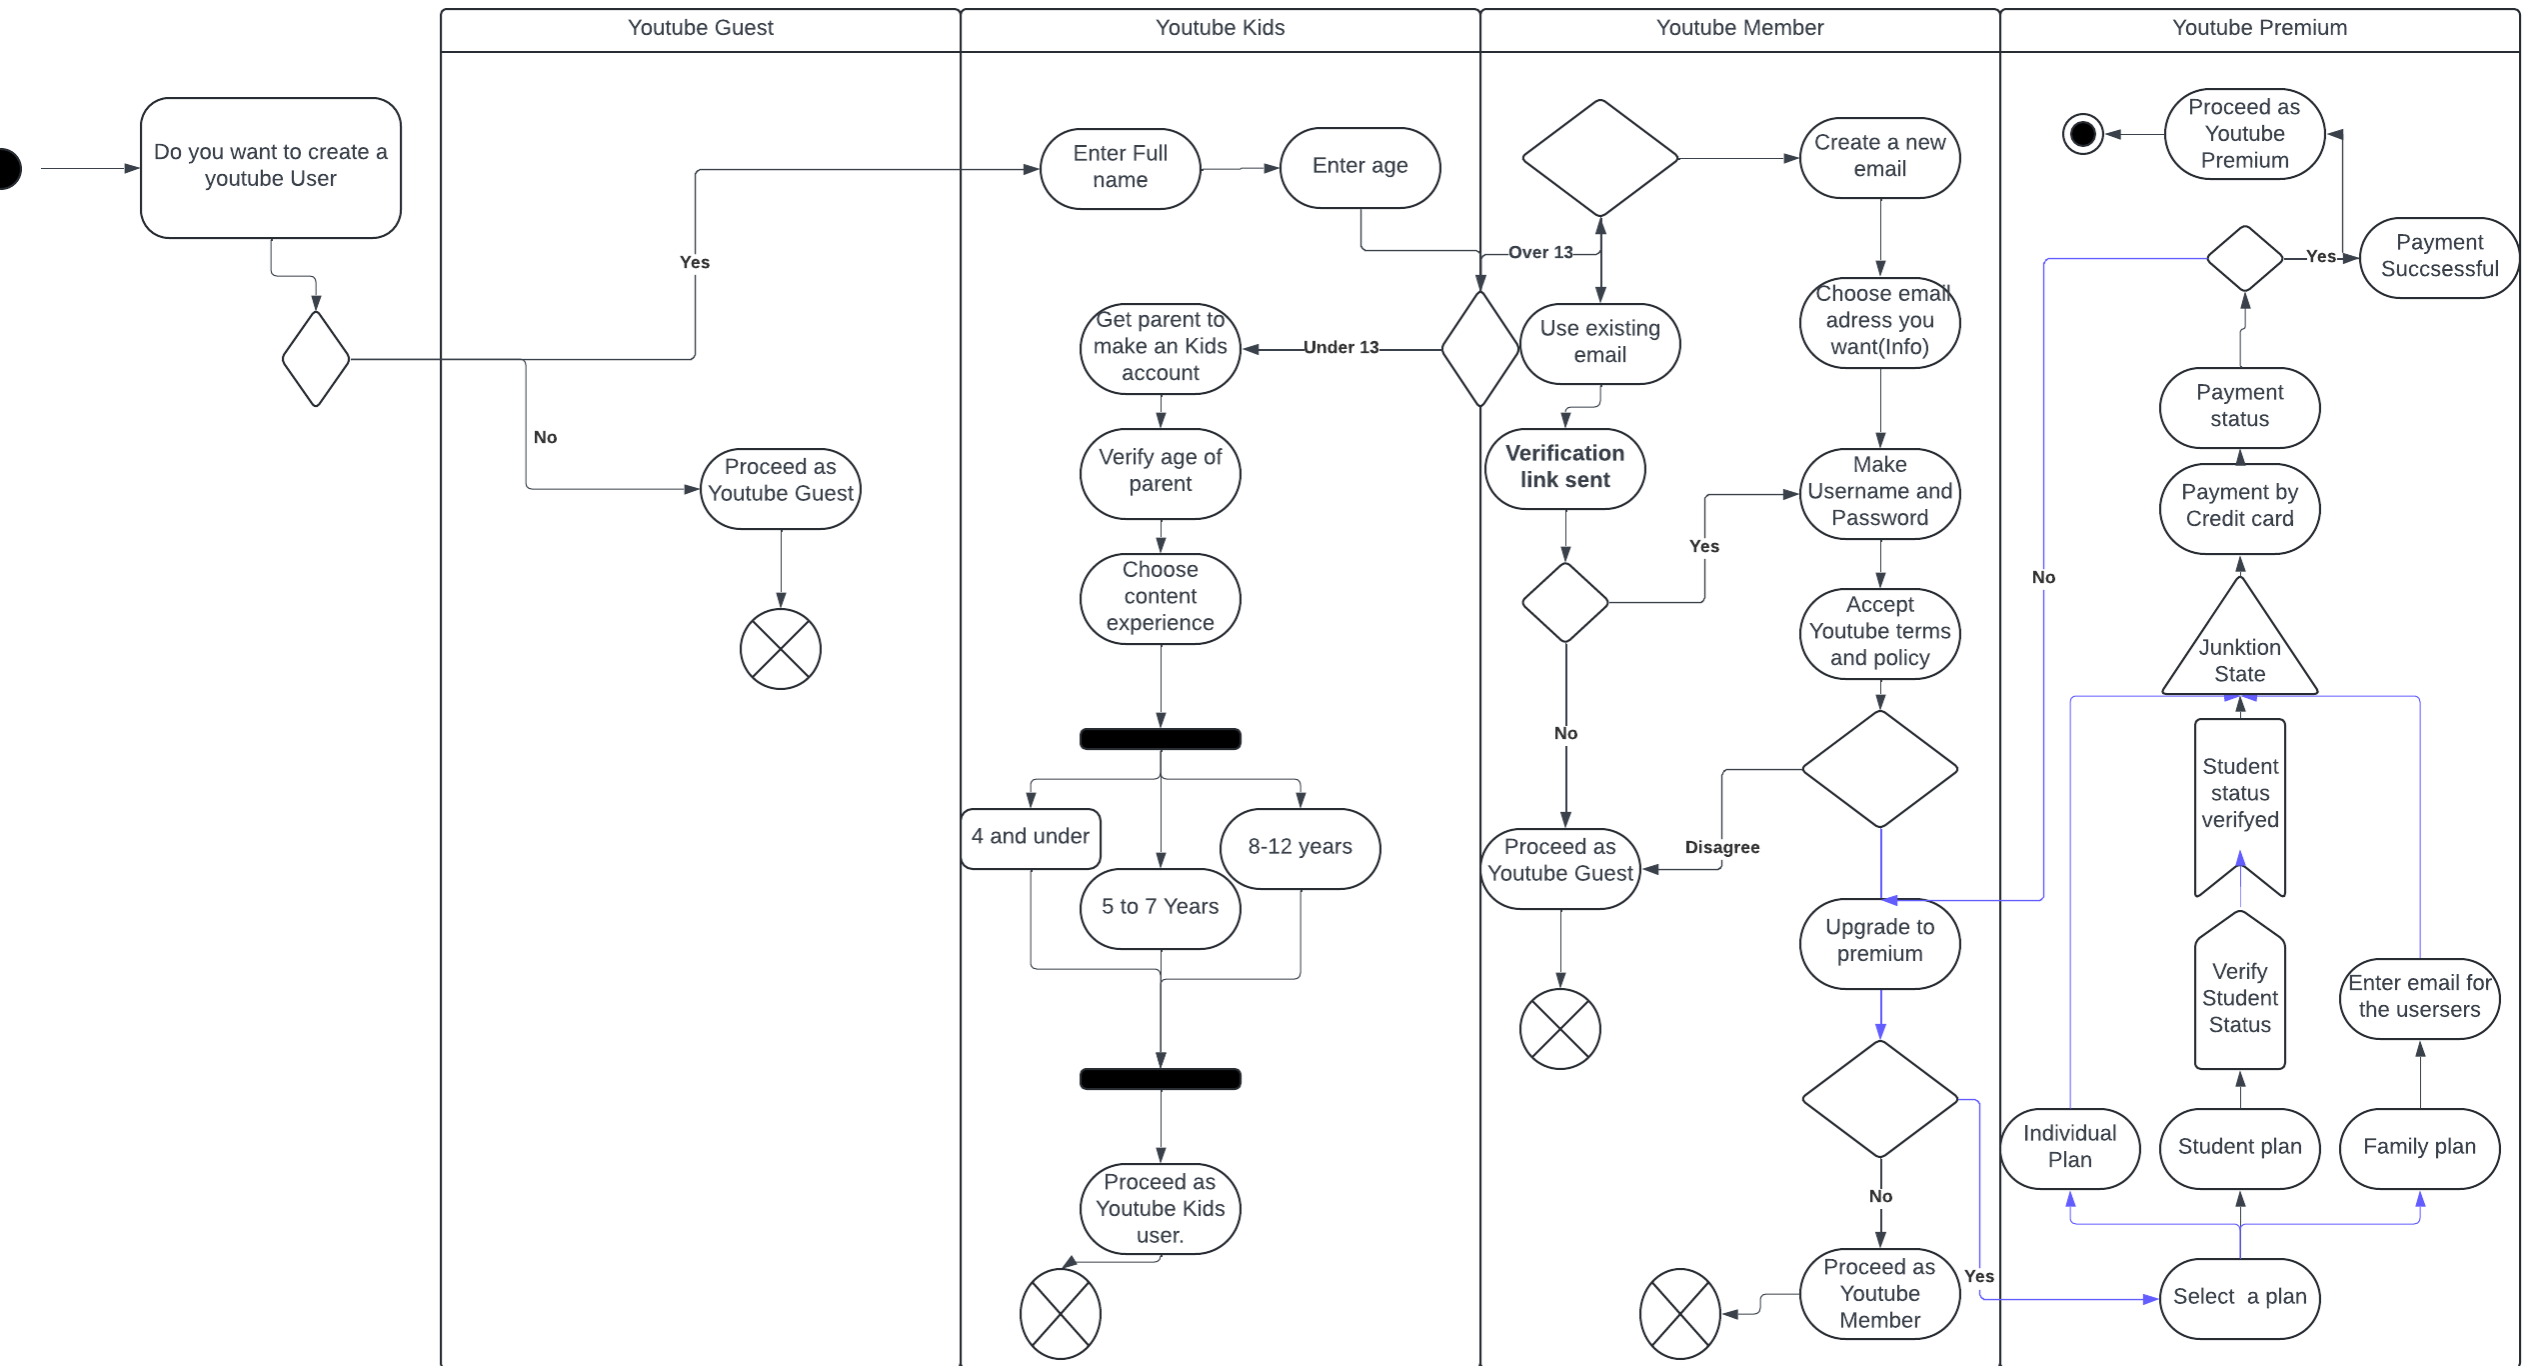 Youtube Guest
Youtube Kids
Youtube Member
Youtube Premium
Do you want to create a
youtube User
Yes
No
Proceed as
Youtube Guest
Enter Full
name
Enter age
Over 13
Under 13
Get parent to
make an Kids
account
Verify age of
parent
Choose
content
experience
4 and under
5 to 7 Years
8-12 years
Proceed as
Youtube Kids
user.
Create a new
email
Choose email
adress you
want(Info)
Use existing
email
Verification
link sent
Yes
No
Make
Username and
Password
Accept
Youtube terms
and policy
Disagree
Proceed as
Youtube Guest
Upgrade to
premium
No
Yes
Proceed as
Youtube
Member
Proceed as
Youtube
Premium
Yes
Payment
Succsessful
No
Payment
status
Payment by
Credit card
Junktion
State
Student
status
verifyed
Verify
Student
Status
Enter email for
the usersers
Individual
Plan
Student plan
Family plan
Select  a plan